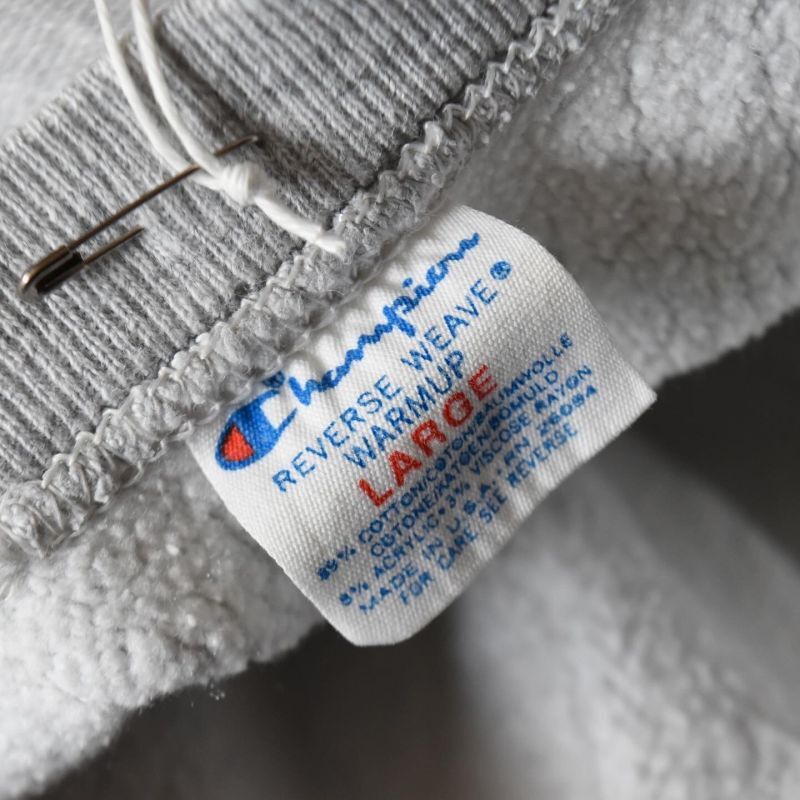 Champion
REVERSE WEAVE®
WARMUP
LARGE
89% COTTON/COTON/BAUMWOLLE
COTONE/KATOEN/BOMULD
8% ACRYLIC•3% VISCOSE RAYON
MADE IN U.S.A. • RN 26094
FOR CARE SEE REVERSE